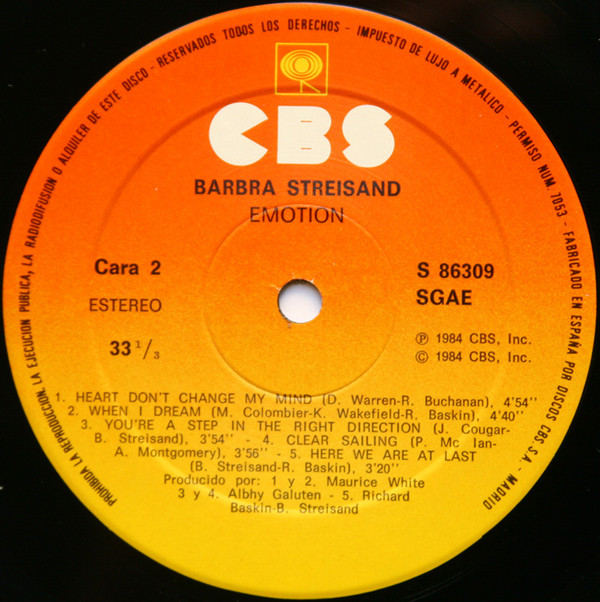 PROHIBIDA LA REPRODUCCION, LA EJECUCION PUBLICA, LA RADIODIFUSION O ALQUILER DE ESTE DISCO - RESERVADOS TODOS LOS DERECHOS - IMPUESTO DE LUJO A METALICO - PERMISO NUM. 7053 - FABRICADO EN ESPAÑA POR DISCOS CBS. S.A. - MADRID
CBS
BARBRA STREISAND
EMOTION
Cara 2
S 86309
ESTEREO
SGAE
33 1/3
℗ 1984 CBS, Inc.
© 1984 CBS, Inc.
1. HEART DON'T CHANGE MY MIND (D. Warren-R. Buchanan), 4'54''
2. WHEN I DREAM (M. Colombier-K. Wakefield-R. Baskin), 4'40''
3. YOU'RE A STEP IN THE RIGHT DIRECTION (J. Cougar-
B. Streisand), 3'54'' - 4. CLEAR SAILING (P. Mc Ian-
A. Montgomery), 3'56'' - 5. HERE WE ARE AT LAST
(B. Streisand-R. Baskin), 3'20''
Producido por: 1 y 2. Maurice White
3 y 4. Albhy Galuten - 5. Richard
Baskin-B. Streisand